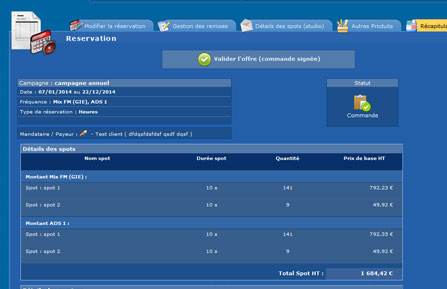 Modifier la réservation
Gestion des remises
Détails des spots (studio)
Autres Produits
Récapitula
Reservation
Valider l'offre (commande signée)
Campagne : campagne annuel
Date : 07/01/2014 au 22/12/2014
Fréquence : Mix FM (GIE), ADS 1
Type de réservation : Heures
Statut
Commande
Mandataire / Payeur : - Test client [ dfdqsfdsfdsf qsdf dqsf ]
Détails des spots
Nom spot Durée spot Quantité Prix de base HT
Montant Mix FM (GIE) :
Spot : spot 1 10 s 141 792,23 €
Spot : spot 2 10 s 9 49,92 €
Montant ADS 1 :
Spot : spot 1 10 s 141 792,35 €
Spot : spot 2 10 s 9 49,92 €
Total Spot HT : 1 684,42 €